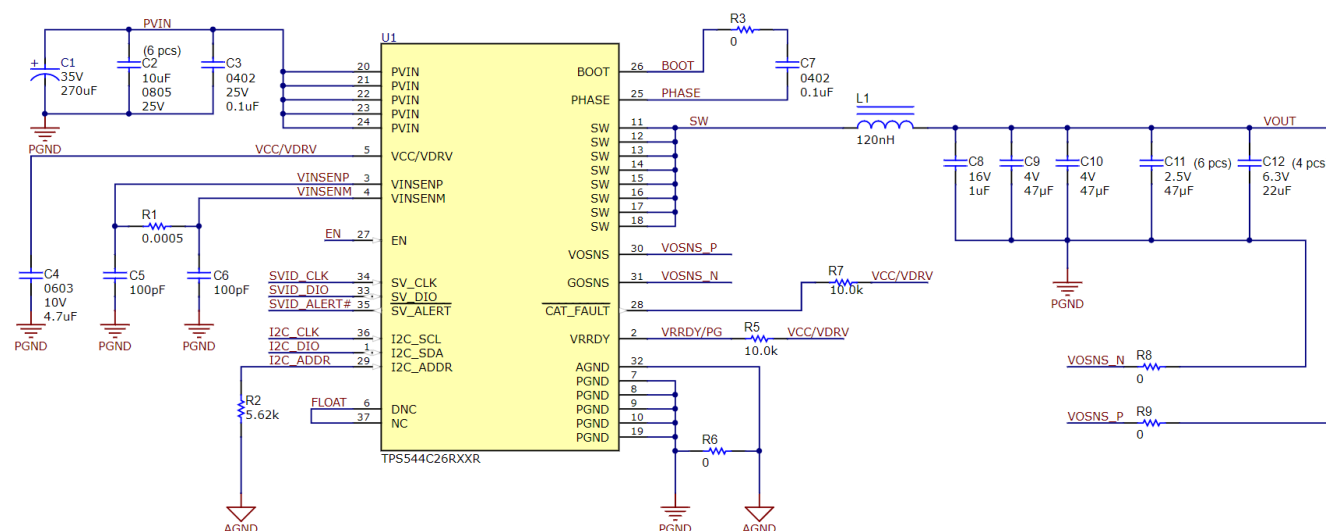 PVIN
+ C1
35V
270uF
(6 pcs)
C2
10uF
0805
25V
C3
0402
25V
0.1uF
PGND
U1
20 PVIN
21 PVIN
22 PVIN
23 PVIN
24 PVIN
VCC/VDRV 5 VCC/VDRV
VINSENP 3 VINSENP
VINSENM 4 VINSENM
R1
0.0005
C4
0603
10V
4.7uF
PGND
C5
100pF
PGND
C6
100pF
PGND
EN 27 EN
SVID_CLK 34 SV_CLK
SVID_DIO 33 SV_DIO
SVID_ALERT# 35 SV_ALERT
I2C_CLK 36 I2C_SCL
I2C_DIO 1 I2C_SDA
I2C_ADDR 29 I2C_ADDR
R2
5.62k
AGND
FLOAT 6 DNC
37 NC
TPS544C26RXXR
BOOT 26 BOOT
PHASE 25 PHASE
R3
0
C7
0402
0.1uF
SW 11 SW
SW 12
SW 13
SW 14
SW 15
SW 16
SW 17
SW 18
VOSNS 30 VOSNS_P
GOSNS 31 VOSNS_N
CAT_FAULT 28
R7
10.0k
VCC/VDRV
VRRDY 2 VRRDY/PG
R5
10.0k
VCC/VDRV
AGND 32
PGND 7
PGND 8
PGND 9
PGND 10
PGND 19
R6
0
PGND
AGND
L1
120nH
VOUT
C8
16V
1uF
C9
4V
47µF
C10
4V
47µF
C11 (6 pcs)
2.5V
47µF
C12 (4 pcs
6.3V
22uF
PGND
VOSNS_N R8
0
VOSNS_P R9
0